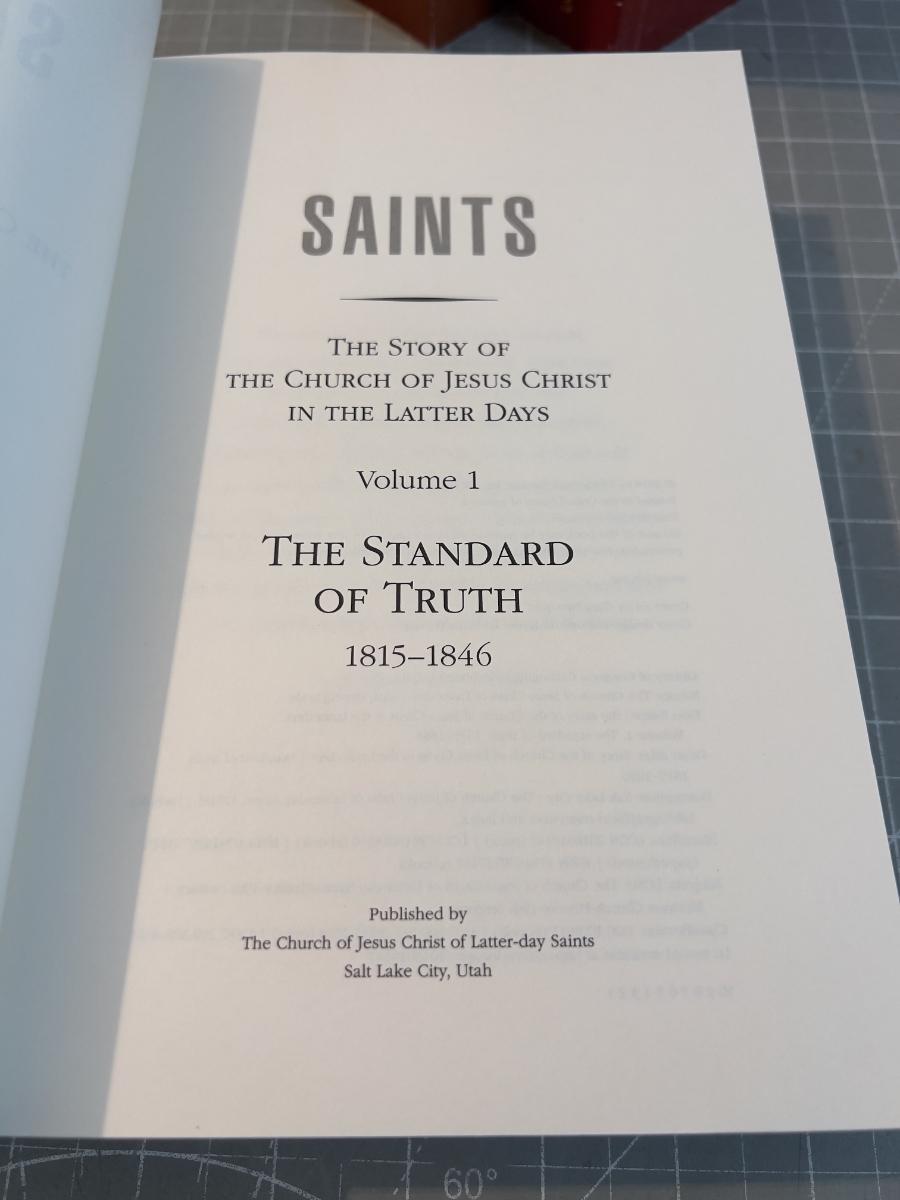 SAINTS
THE STORY OF
THE CHURCH OF JESUS CHRIST
IN THE LATTER DAYS
Volume 1
THE STANDARD
OF TRUTH
1815–1846
Published by
The Church of Jesus Christ of Latter-day Saints
Salt Lake City, Utah
60°